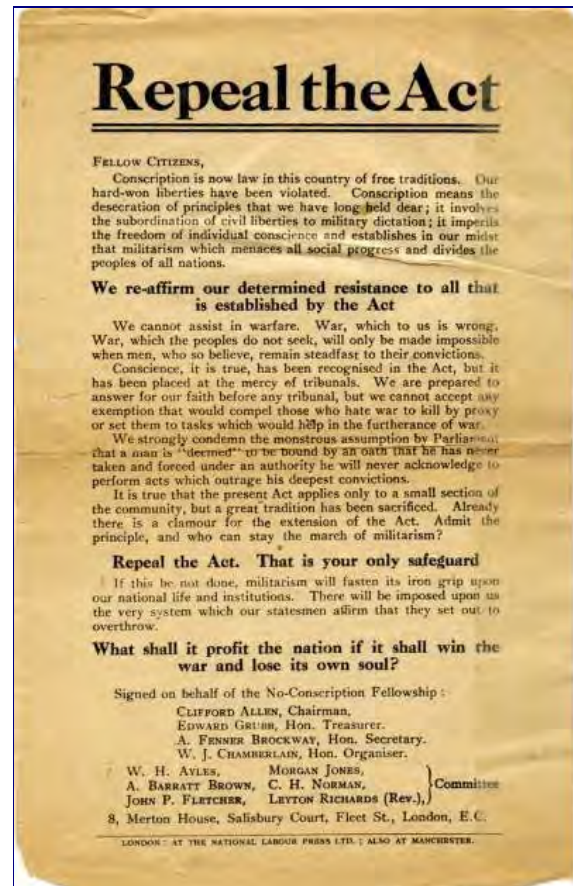 Repeal the Act
FELLOW CITIZENS,
Conscription is now law in this country of free traditions. Our
hard-won liberties have been violated. Conscription means the
desecration of principles that we have long held dear; it involves
the subordination of civil liberties to military dictation; it imperils
the freedom of individual conscience and establishes in our midst
that militarism which menaces all social progress and divides the
peoples of all nations.
We re-affirm our determined resistance to all that
is established by the Act
We cannot assist in warfare. War, which to us is wrong.
War, which the peoples do not seek, will only be made impossible
when men, who so believe, remain steadfast to their convictions.
Conscience, it is true, has been recognised in the Act, but it
has been placed at the mercy of tribunals. We are prepared to
answer for our faith before any tribunal, but we cannot accept any
exemption that would compel those who hate war to kill by proxy
or set them to tasks which would help in the furtherance of war.
We strongly condemn the monstrous assumption by Parliament
that a man is "deemed" to be bound by an oath that he has never
taken and forced under an authority he will never acknowledge to
perform acts which outrage his deepest convictions.
It is true that the present Act applies only to a small section of
the community, but a great tradition has been sacrificed. Already
there is a clamour for the extension of the Act. Admit the
principle, and who can stay the march of militarism?
Repeal the Act. That is your only safeguard
If this be not done, militarism will fasten its iron grip upon
our national life and institutions. There will be imposed upon us
the very system which our statesmen affirm that they set out to
overthrow.
What shall it profit the nation if it shall win the
war and lose its own soul?
Signed on behalf of the No-Conscription Fellowship:
CLIFFORD ALLEN, Chairman.
EDWARD GRUBB, Hon. Treasurer.
A. FENNER BROCKWAY, Hon. Secretary.
W. J. CHAMBERLAIN, Hon. Organiser.
W. H. AYLES, MORGAN JONES,
A. BARRATT BROWN, C. H. NORMAN, Committee
JOHN P. FLETCHER, LEYTON RICHARDS (Rev.),
8, Merton House, Salisbury Court, Fleet St., London, E.C.
LONDON: AT THE NATIONAL LABOUR PRESS LTD.; ALSO AT MANCHESTER.